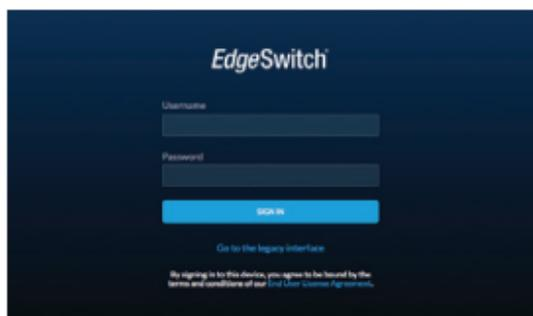 EdgeSwitch
Username
Password
SIGN IN
Go to the legacy interface
By signing in to this device, you agree to be bound by the
terms and conditions of our End User License Agreement.